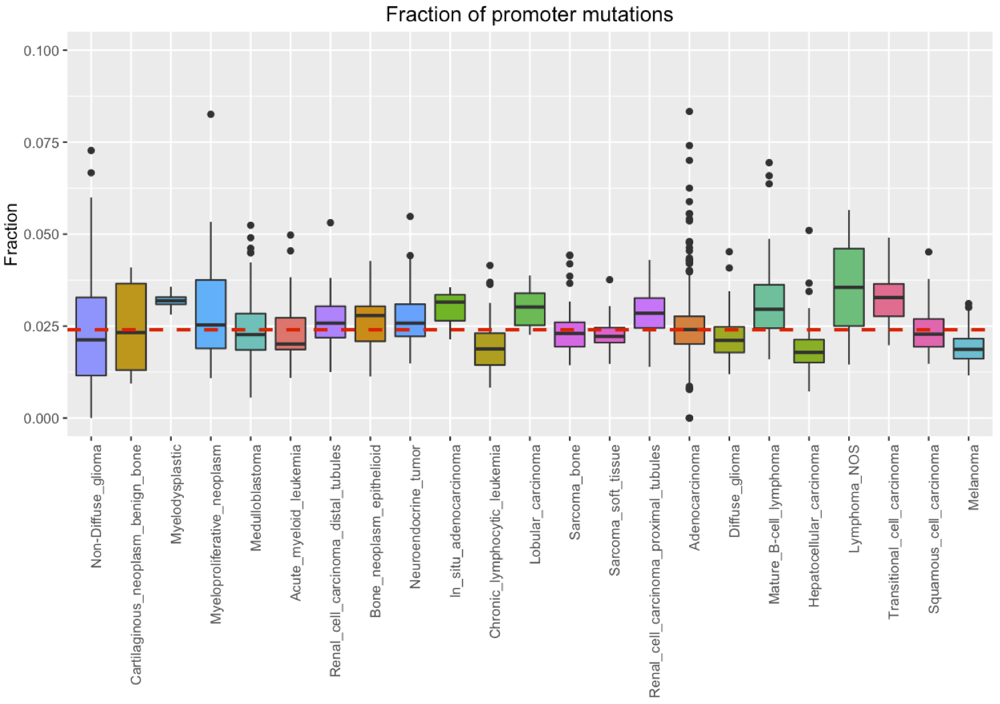 Fraction of promoter mutations
Fraction
0.100
0.075
0.050
0.025
0.000
Non-Diffuse_glioma
Cartilaginous_neoplasm_benign_bone
Myelodysplastic
Myeloproliferative_neoplasm
Medulloblastoma
Acute_myeloid_leukemia
Renal_cell_carcinoma_distal_tubules
Bone_neoplasm_epithelioid
Neuroendocrine_tumor
In_situ_adenocarcinoma
Chronic_lymphocytic_leukemia
Lobular_carcinoma
Sarcoma_bone
Sarcoma_soft_tissue
Renal_cell_carcinoma_proximal_tubules
Adenocarcinoma
Diffuse_glioma
Mature_B-cell_lymphoma
Hepatocellular_carcinoma
Lymphoma_NOS
Transitional_cell_carcinoma
Squamous_cell_carcinoma
Melanoma